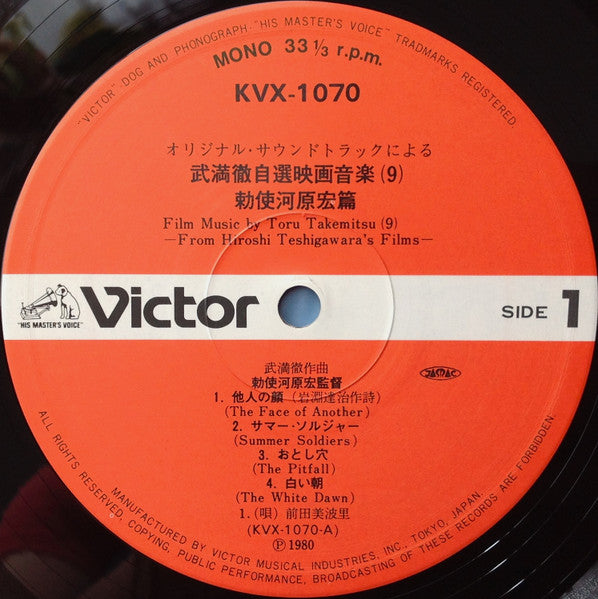 "VICTOR" DOG AND PHONOGRAPH-"HIS MASTER'S VOICE" TRADMARKS REGISTERED
MONO 33 1/3 r.p.m.
KVX-1070
オリジナル・サウンドトラックによる
武満徹自選映画音楽(9)
勅使河原宏篇
Film Music by Toru Takemitsu (9)
—From Hiroshi Teshigawara's Films—
"HIS MASTER'S VOICE"
Victor
SIDE 1
武満徹作曲
勅使河原宏監督
JASRAC
1. 他人の顔（岩淵達治作詩）
(The Face of Another)
2. サマー・ソルジャー
(Summer Soldiers)
3. おとし穴
(The Pitfall)
4. 白い朝
(The White Dawn)
1.(唄) 前田美波里
(KVX-1070-A)
Ⓟ 1980
ALL RIGHTS RESERVED. COPYING, PUBLIC PERFORMANCE, BROADCASTING OF THESE RECORDS ARE FORBIDDEN
MANUFACTURED BY VICTOR MUSICAL INDUSTRIES, INC., TOKYO, JAPAN.